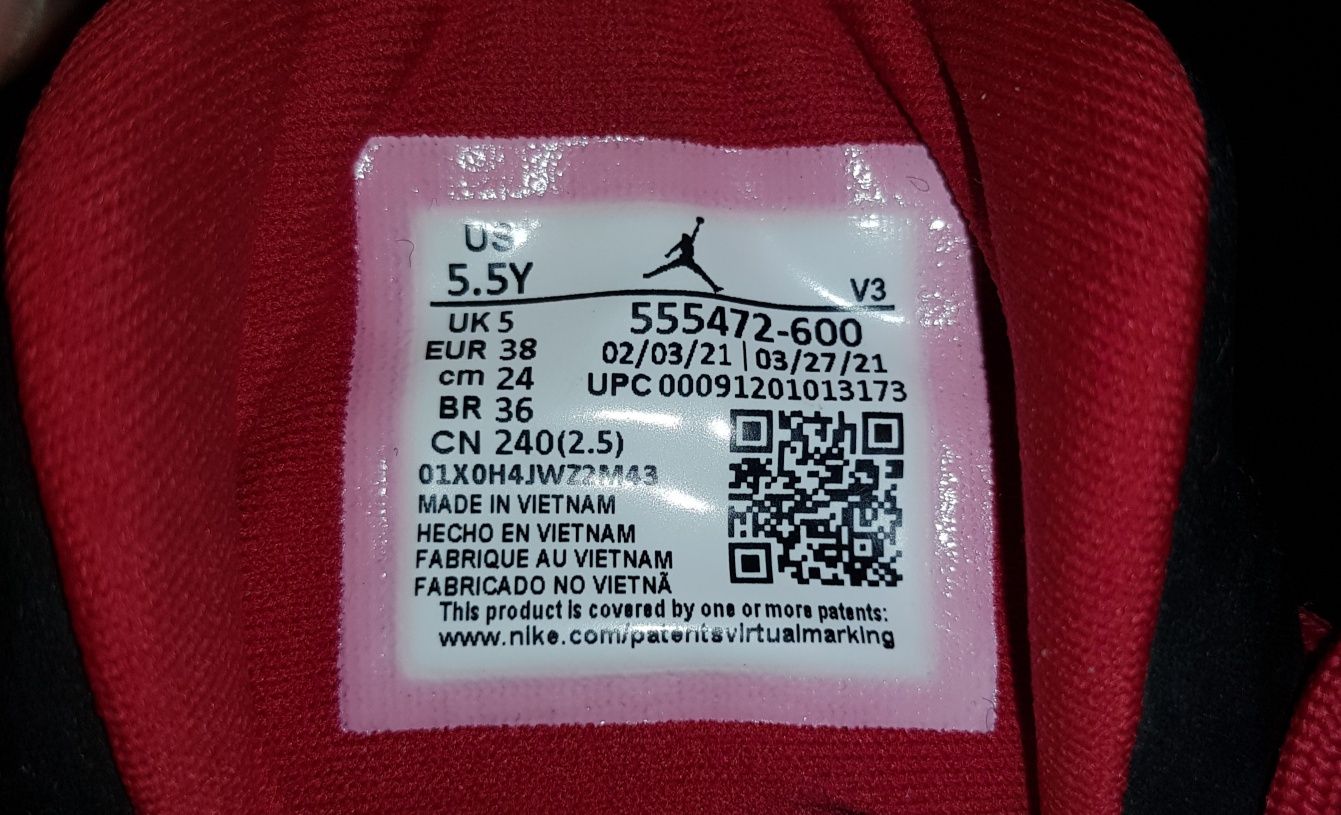 US
5.5Y
V3
UK 5
EUR 38
cm 24
BR 36
CN 240(2.5)
555472-600
02/03/21 | 03/27/21
UPC 00091201013173
01X0H4JWZ2M43
MADE IN VIETNAM
HECHO EN VIETNAM
FABRIQUE AU VIETNAM
FABRICADO NO VIETNÃ
This product is covered by one or more patents:
www.nike.com/patentsvirtualmarking